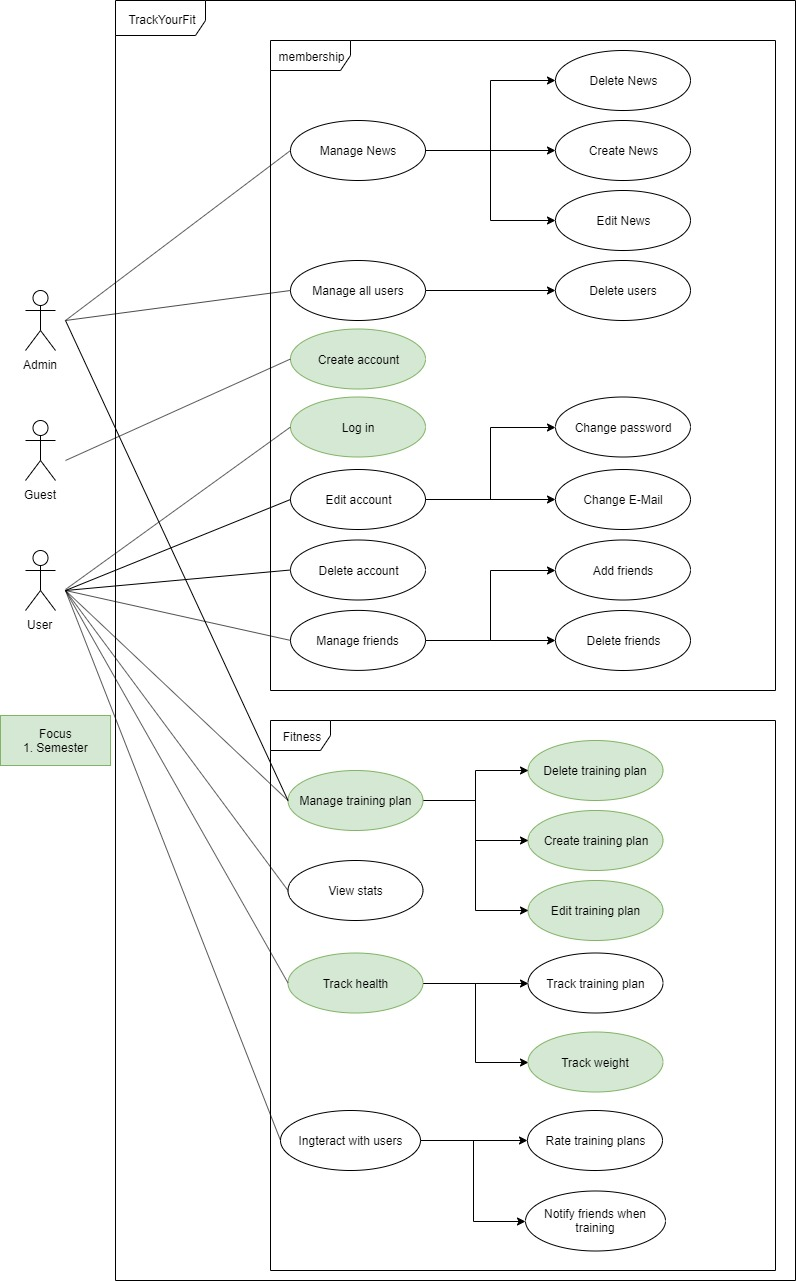 TrackYourFit
membership
Delete News
Manage News
Create News
Edit News
Manage all users
Delete users
Admin
Create account
Guest
Log in
Change password
Edit account
Change E-Mail
Delete account
Add friends
User
Manage friends
Delete friends
Focus
1. Semester
Fitness
Manage training plan
Delete training plan
Create training plan
View stats
Edit training plan
Track health
Track training plan
Track weight
Ingteract with users
Rate training plans
Notify friends when
training